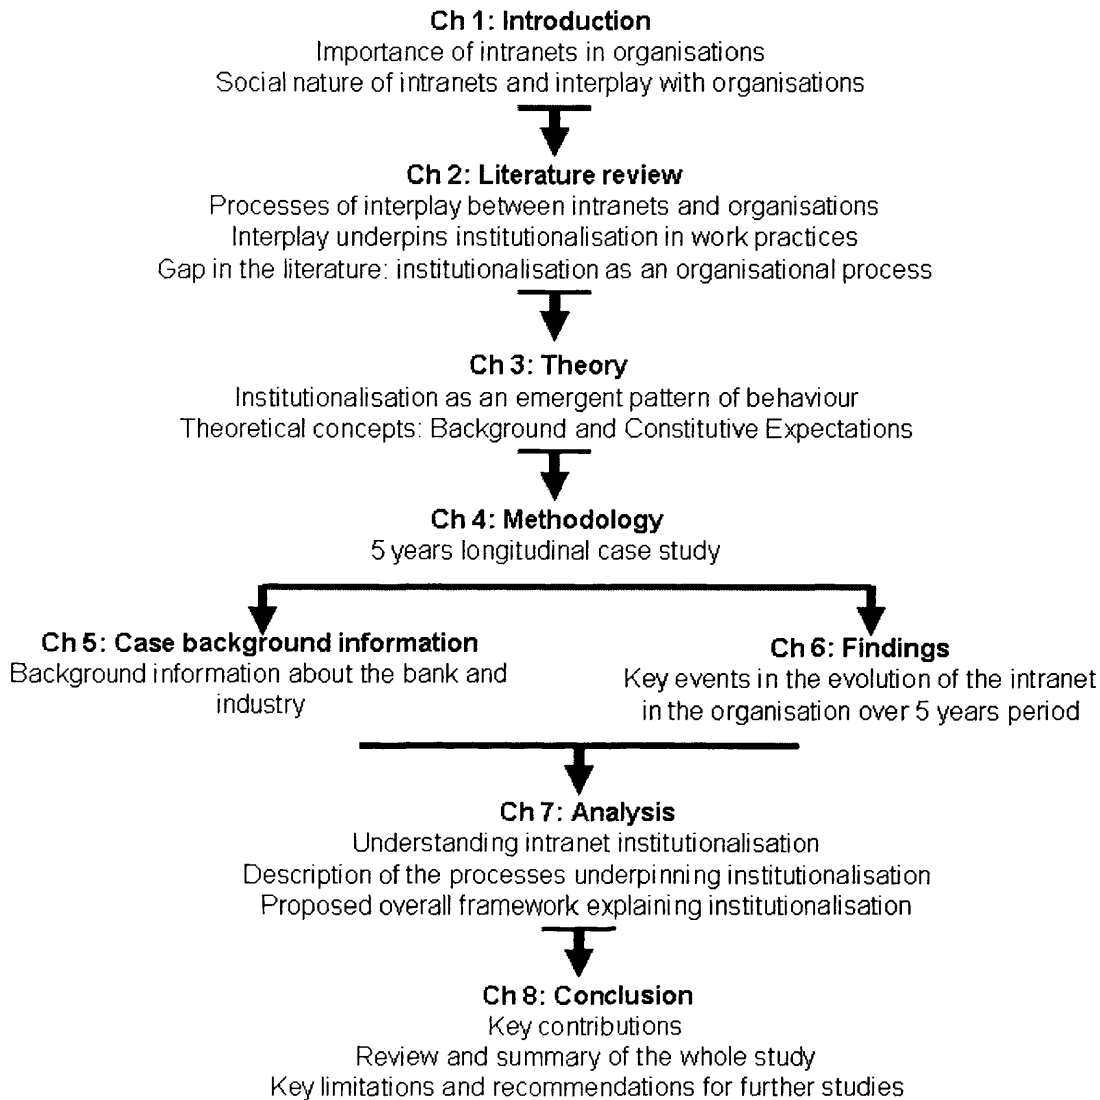 Ch 1: Introduction
Importance of intranets in organisations
Social nature of intranets and interplay with organisations
Ch 2: Literature review
Processes of interplay between intranets and organisations
Interplay underpins institutionalisation in work practices
Gap in the literature: institutionalisation as an organisational process
Ch 3: Theory
Institutionalisation as an emergent pattern of behaviour
Theoretical concepts: Background and Constitutive Expectations
Ch 4: Methodology
5 years longitudinal case study
Ch 5: Case background information
Background information about the bank and
industry
Ch 6: Findings
Key events in the evolution of the intranet
in the organisation over 5 years period
Ch 7: Analysis
Understanding intranet institutionalisation
Description of the processes underpinning institutionalisation
Proposed overall framework explaining institutionalisation
Ch 8: Conclusion
Key contributions
Review and summary of the whole study
Key limitations and recommendations for further studies